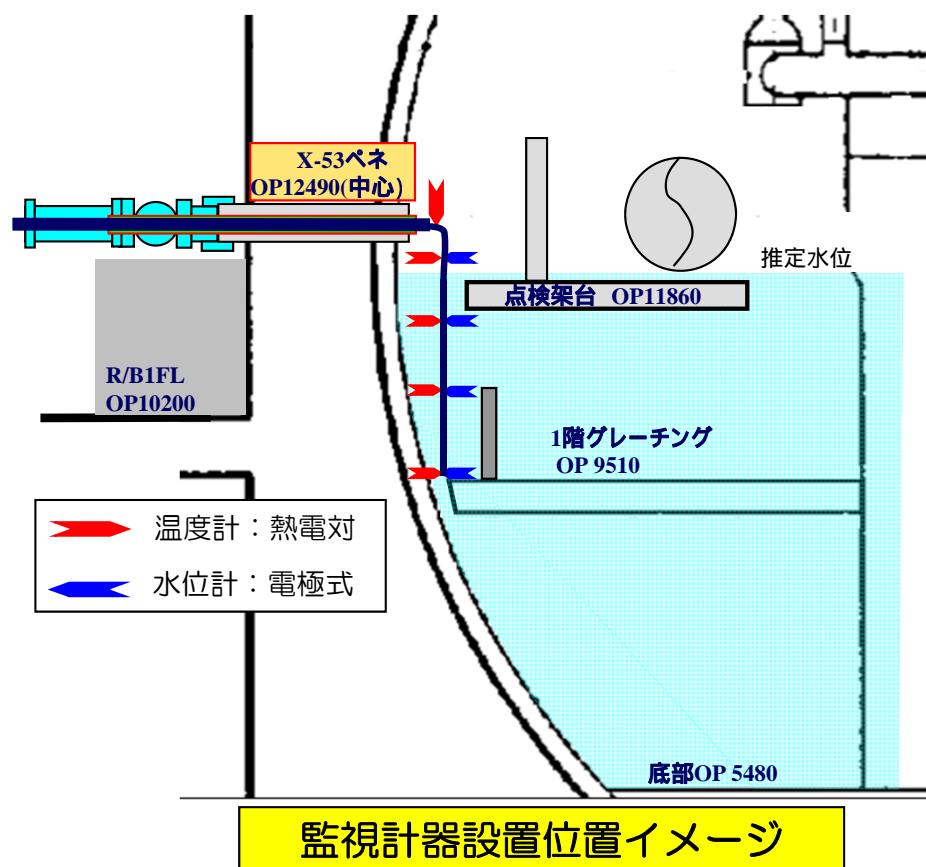 X-53ペネ
OP12490(中心)
推定水位
点検架台 OP11860
R/B1FL
OP10200
1階グレーチング
OP 9510
温度計：熱電対
水位計：電極式
底部OP 5480
監視計器設置位置イメージ